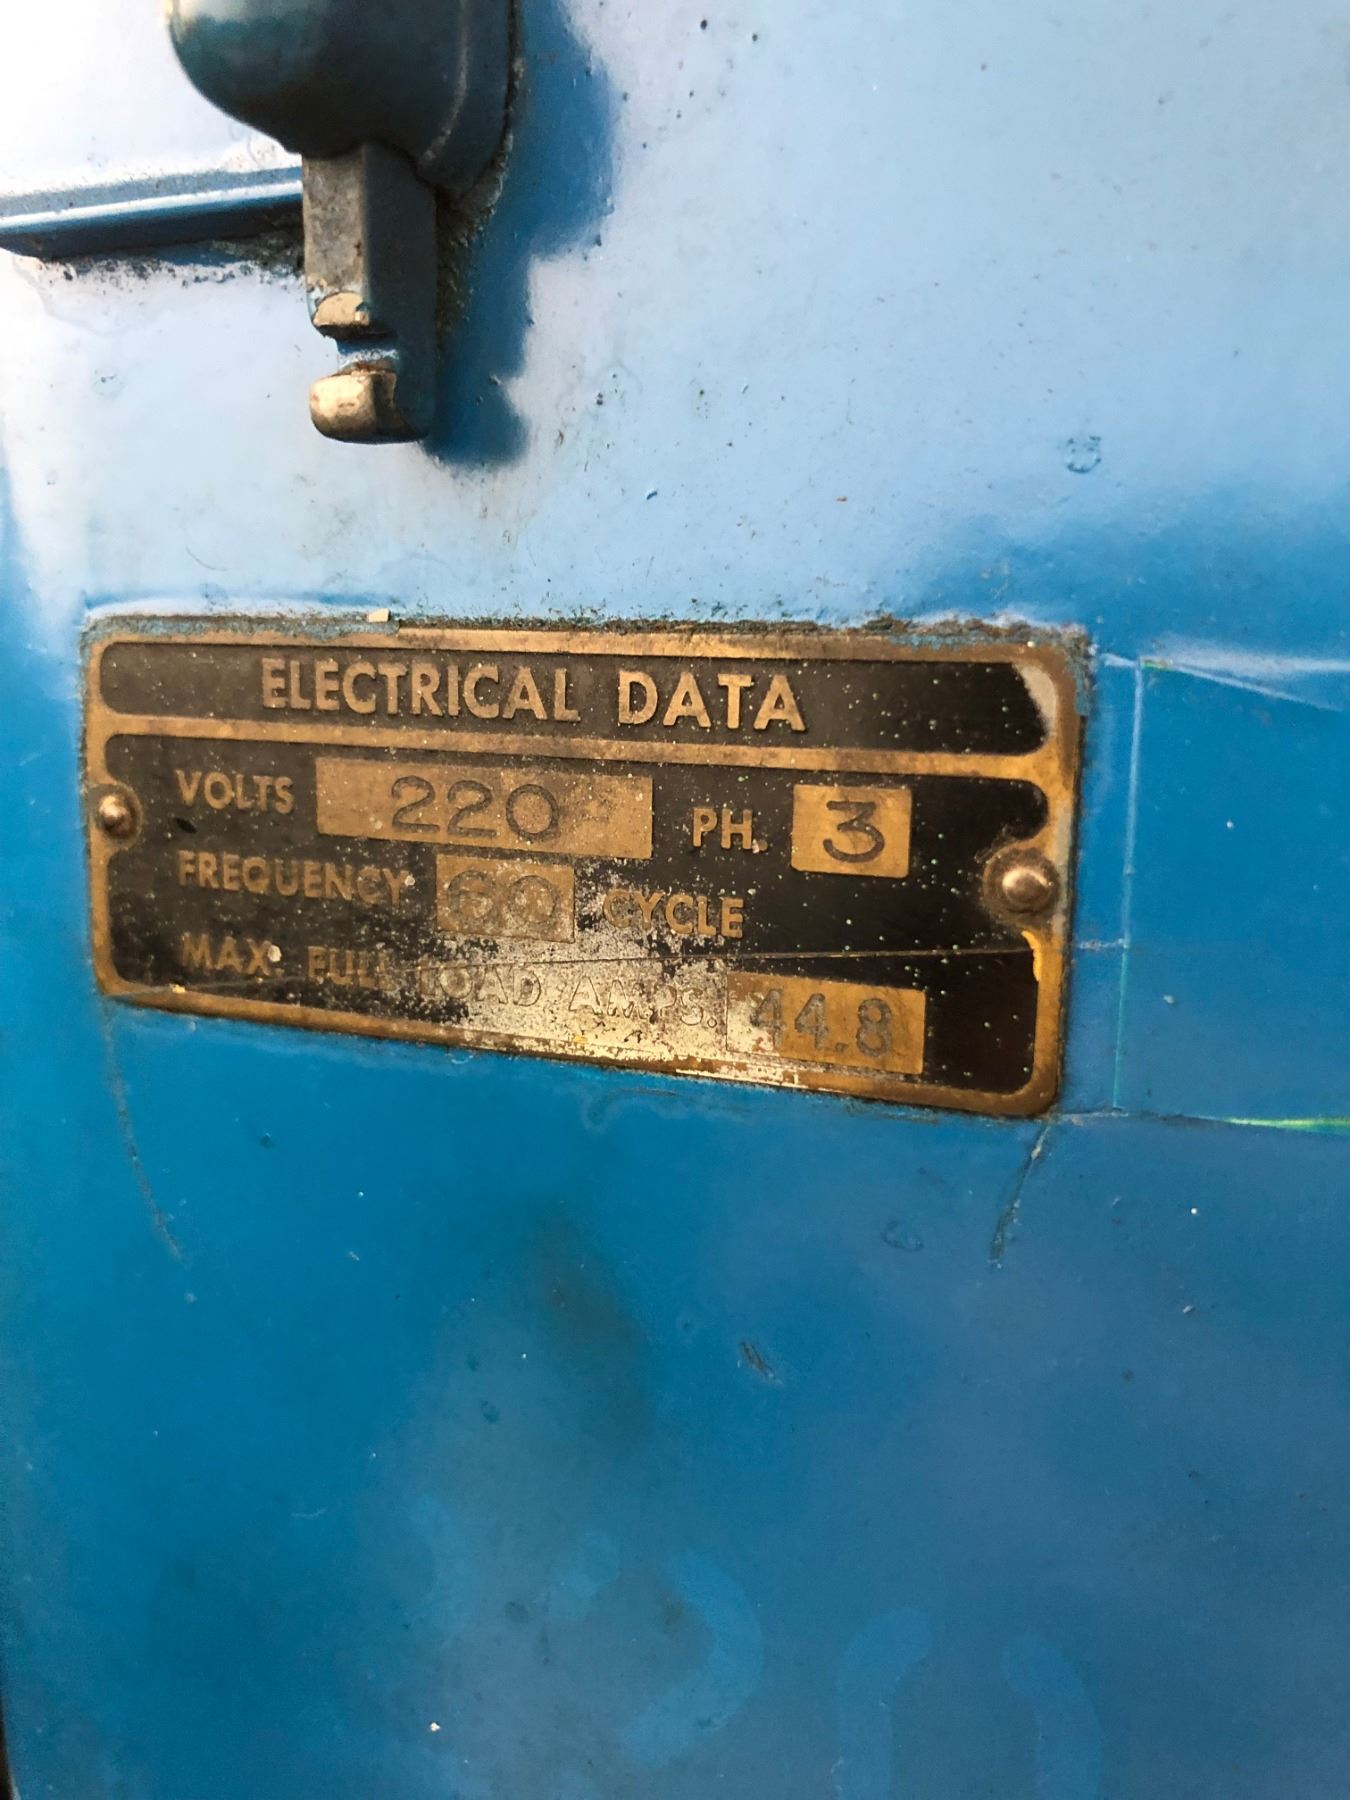 ELECTRICAL DATA
VOLTS 220 PH. 3
FREQUENCY 60 CYCLE
MAX. FULL LOAD AMPS. 44.8